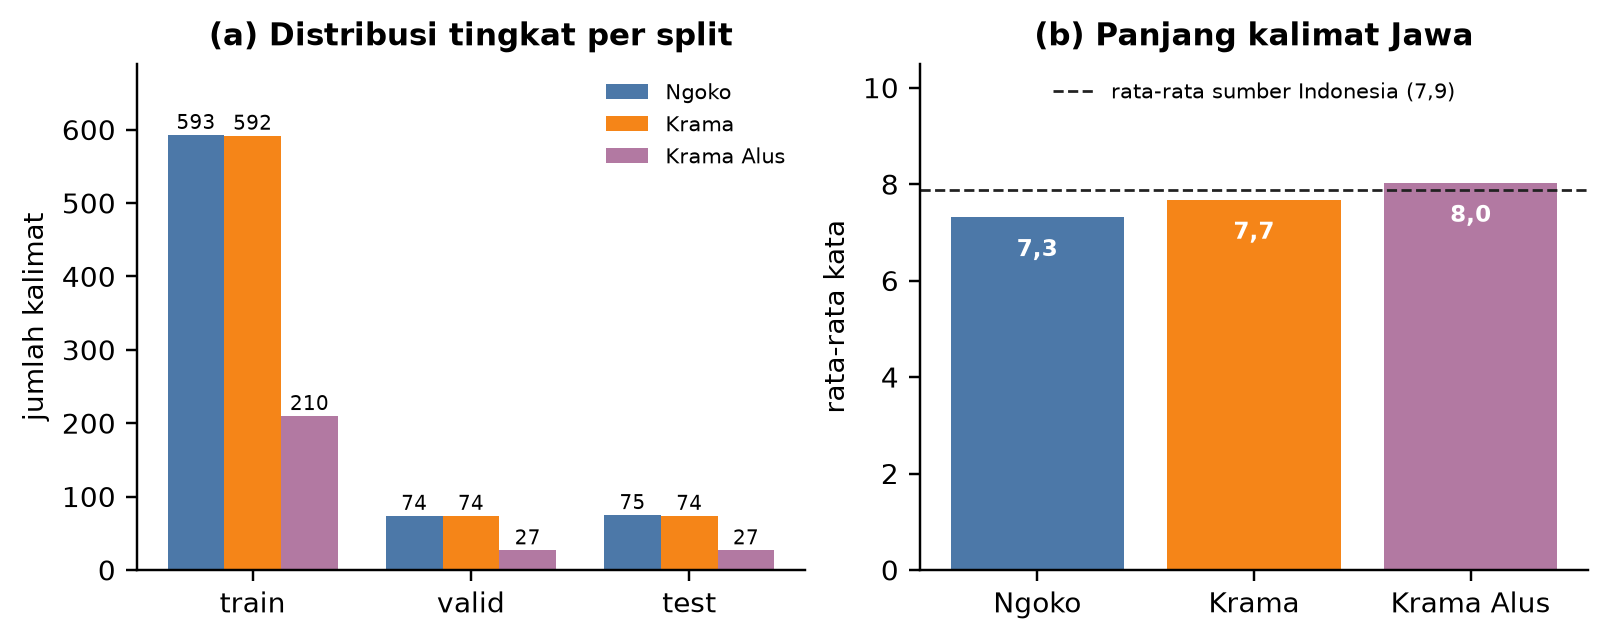 (a) Distribusi tingkat per split
jumlah kalimat
600
500
400
300
200
100
0
593 592 210
74 74 27
75 74 27
train valid test
Ngoko
Krama
Krama Alus
(b) Panjang kalimat Jawa
rata-rata kata
10
8
6
4
2
0
rata-rata sumber Indonesia (7,9)
7,3 7,7 8,0
Ngoko Krama Krama Alus